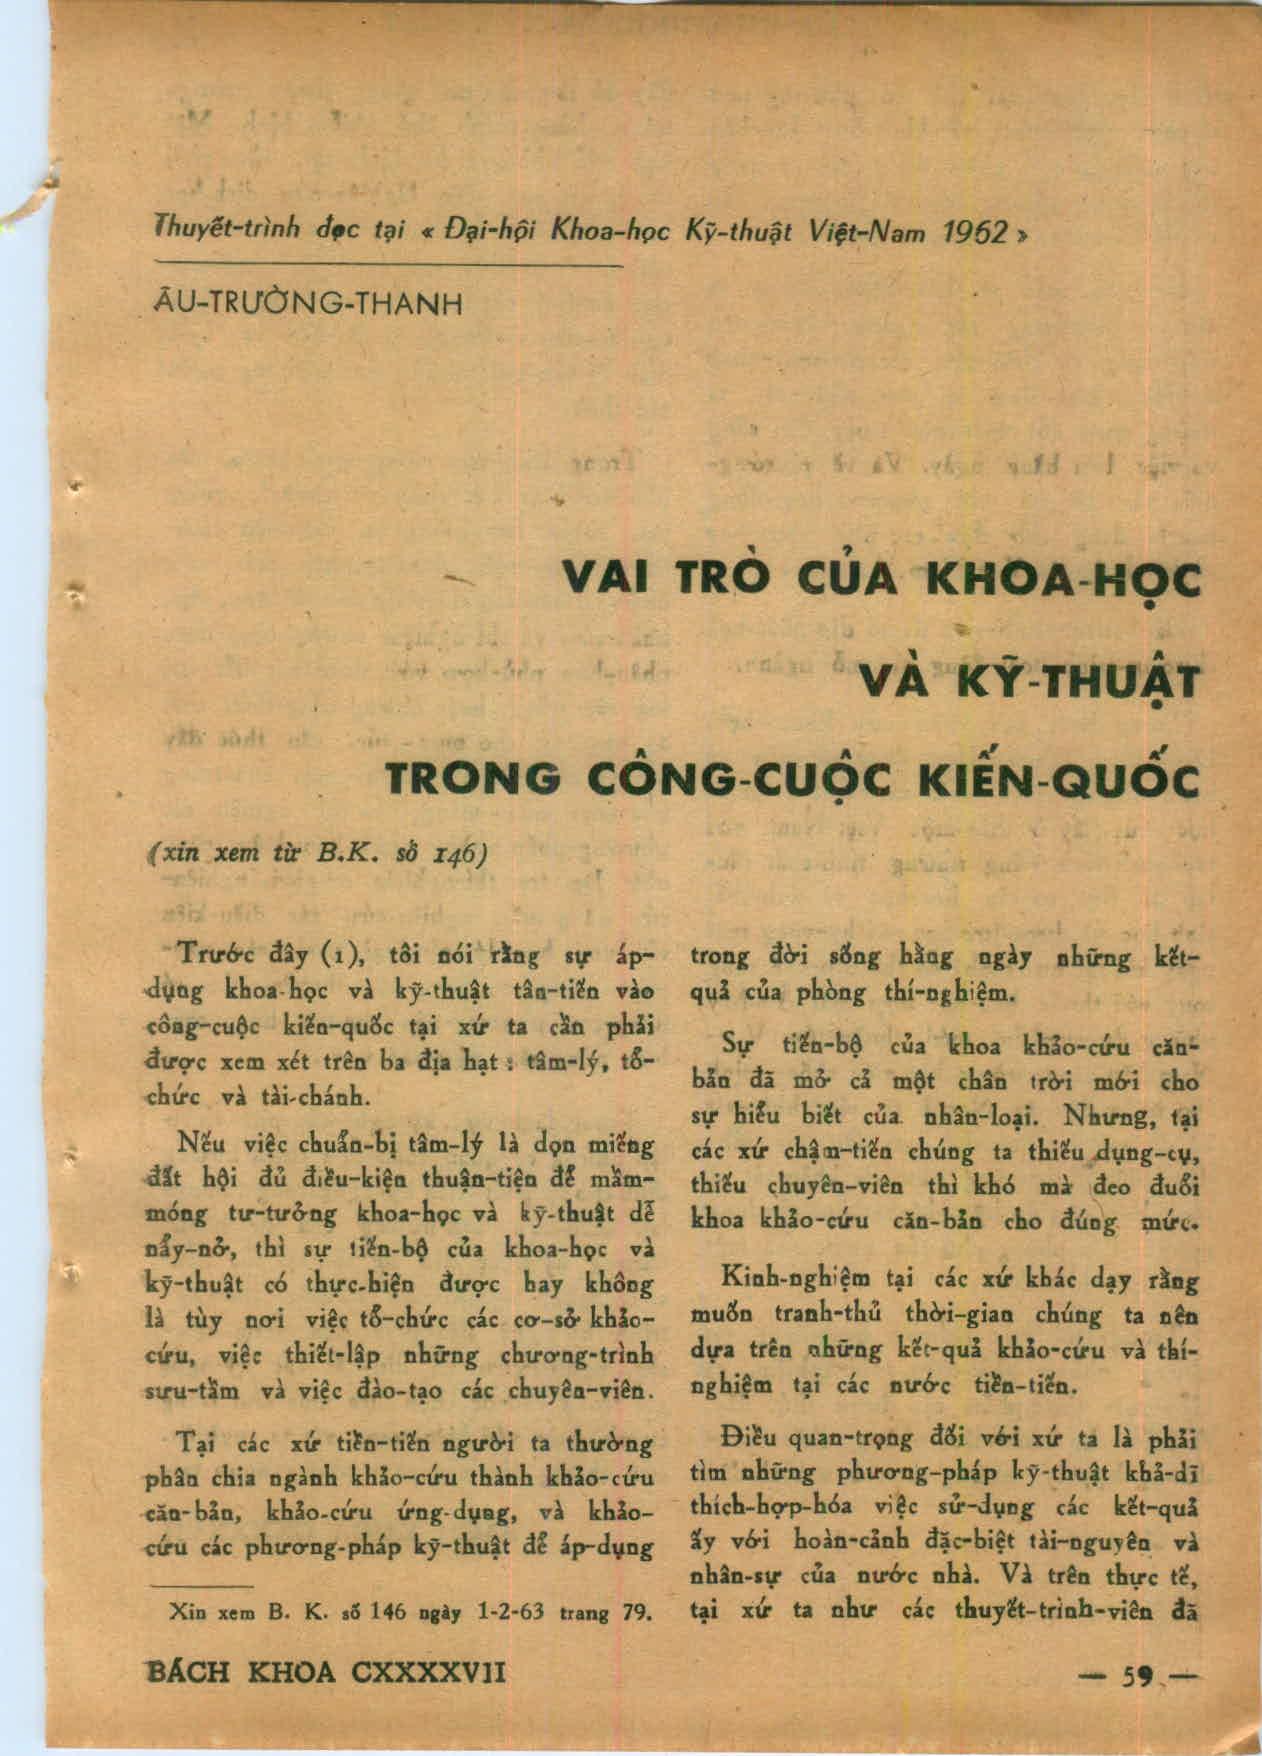 Thuyết-trình đọc tại « Đại-hội Khoa-học Kỹ-thuật Việt-Nam 1962 »
ÂU-TRƯỜNG-THANH
VAI TRÒ CỦA KHOA-HỌC
VÀ KỸ-THUẬT
TRONG CÔNG-CUỘC KIẾN-QUỐC
(xin xem từ B.K. số 146)
Trước đây (1), tôi nói rằng sự áp-
dụng khoa-học và kỹ-thuật tân-tiến vào
công-cuộc kiến-quốc tại xứ ta cần phải
được xem xét trên ba địa hạt : tâm-lý, tổ-
chức và tài-chánh.
Nếu việc chuẩn-bị tâm-lý là dọn miếng
đất hội đủ điều-kiện thuận-tiện để mầm-
móng tư-tưởng khoa-học và kỹ-thuật dễ
nẩy-nở, thì sự tiến-bộ của khoa-học và
kỹ-thuật có thực-hiện được hay không
là tùy nơi việc tổ-chức các cơ-sở khảo-
cứu, việc thiết-lập những chương-trình
sưu-tầm và việc đào-tạo các chuyên-viên.
Tại các xứ tiền-tiến người ta thường
phân chia ngành khảo-cứu thành khảo-cứu
căn-bản, khảo-cứu ứng-dụng, và khảo-
cứu các phương-pháp kỹ-thuật để áp-dụng
Xin xem B. K. số 146 ngày 1-2-63 trang 79.
trong đời sống hằng ngày những kết-
quả của phòng thí-nghiệm.
Sự tiến-bộ của khoa khảo-cứu căn-
bản đã mở cả một chân trời mới cho
sự hiểu biết của nhân-loại. Nhưng, tại
các xứ chậm-tiến chúng ta thiếu dụng-cụ,
thiếu chuyên-viên thì khó mà đeo đuổi
khoa khảo-cứu căn-bản cho đúng mức.
Kinh-nghiệm tại các xứ khác dạy rằng
muốn tranh-thủ thời-gian chúng ta nên
dựa trên những kết-quả khảo-cứu và thí-
nghiệm tại các nước tiền-tiến.
Điều quan-trọng đối với xứ ta là phải
tìm những phương-pháp kỹ-thuật khả-dĩ
thích-hợp-hóa việc sử-dụng các kết-quả
ấy với hoàn-cảnh đặc-biệt tài-nguyên và
nhân-sự của nước nhà. Và trên thực tế,
tại xứ ta như các thuyết-trình-viên đã
BÁCH KHOA CXXXXVII
— 59 —